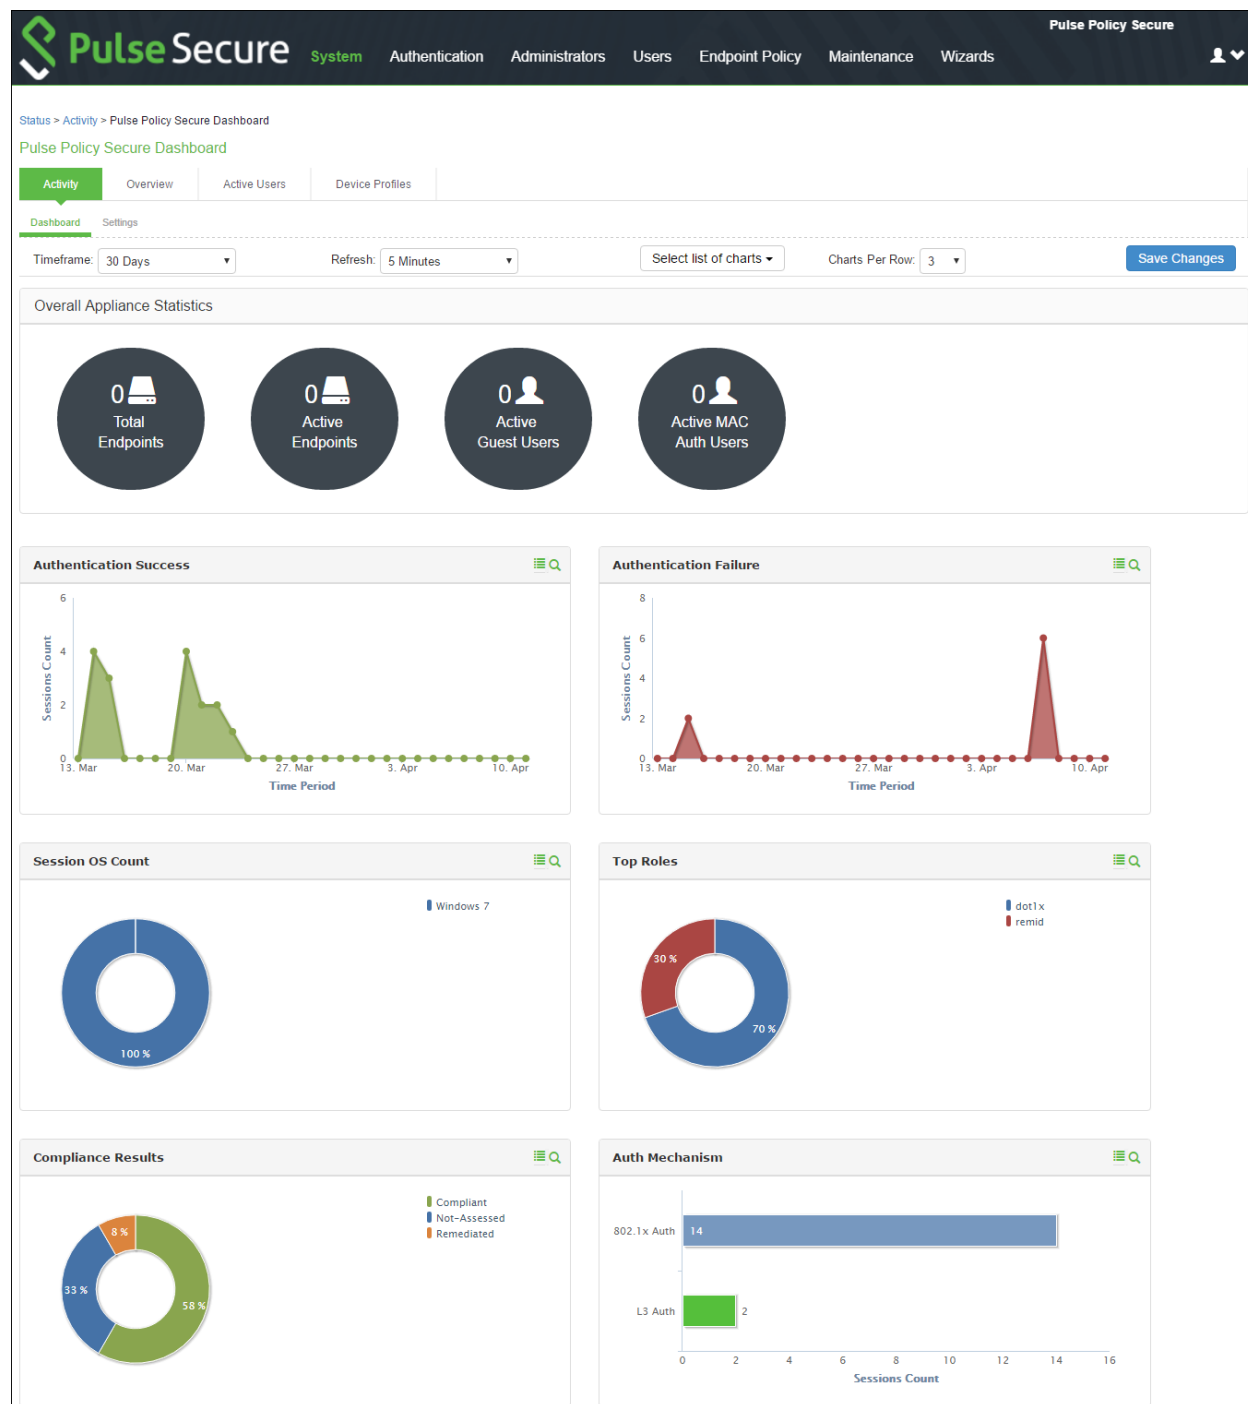 Pulse Policy Secure
Pulse Secure System Authentication Administrators Users Endpoint Policy Maintenance Wizards
Status > Activity > Pulse Policy Secure Dashboard
Pulse Policy Secure Dashboard
Activity Overview Active Users Device Profiles
Dashboard Settings
Timeframe: 30 Days Refresh: 5 Minutes Select list of charts Charts Per Row: 3 Save Changes
Overall Appliance Statistics
0
Total
Endpoints
0
Active
Endpoints
0
Active
Guest Users
0
Active MAC
Auth Users
Authentication Success
6
4
2
0
Sessions Count
13. Mar 20. Mar 27. Mar 3. Apr 10. Apr
Time Period
Authentication Failure
8
6
4
2
0
Sessions Count
13. Mar 20. Mar 27. Mar 3. Apr 10. Apr
Time Period
Session OS Count
Windows 7
100 %
Top Roles
dot1x
remid
30 %
70 %
Compliance Results
Compliant
Not-Assessed
Remediated
8 %
33 %
58 %
Auth Mechanism
802.1x Auth 14
L3 Auth 2
0 2 4 6 8 10 12 14 16
Sessions Count